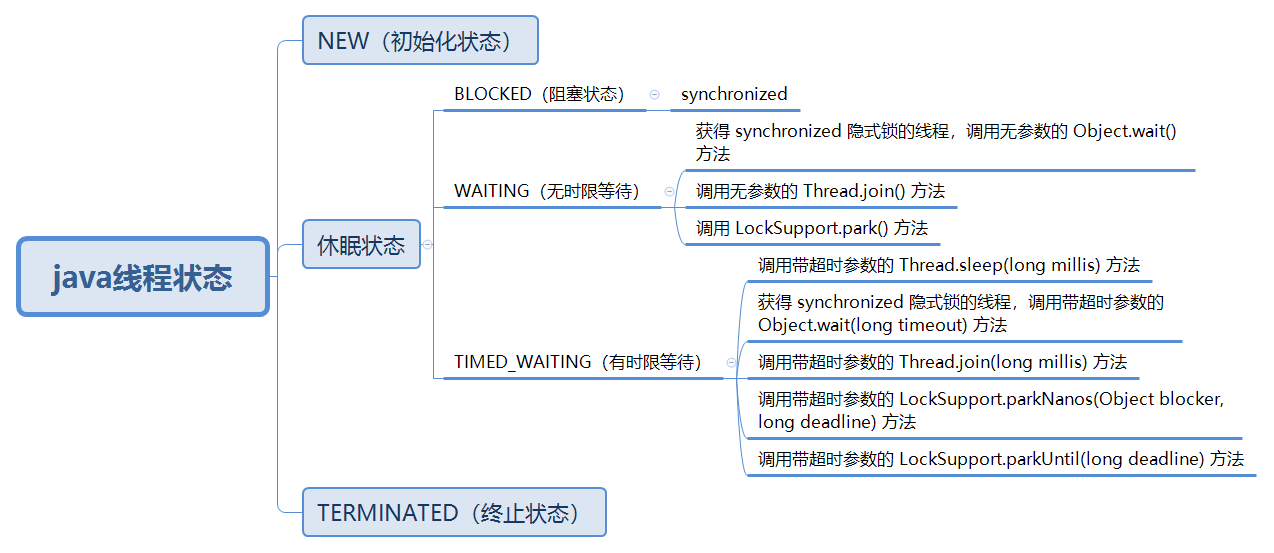 NEW（初始化状态）
BLOCKED（阻塞状态）
synchronized
获得 synchronized 隐式锁的线程，调用无参数的 Object.wait()
方法
WAITING（无时限等待）
调用无参数的 Thread.join() 方法
调用 LockSupport.park() 方法
休眠状态
java线程状态
调用带超时参数的 Thread.sleep(long millis) 方法
获得 synchronized 隐式锁的线程，调用带超时参数的
Object.wait(long timeout) 方法
TIMED_WAITING（有时限等待）
调用带超时参数的 Thread.join(long millis) 方法
调用带超时参数的 LockSupport.parkNanos(Object blocker,
long deadline) 方法
调用带超时参数的 LockSupport.parkUntil(long deadline) 方法
TERMINATED（终止状态）